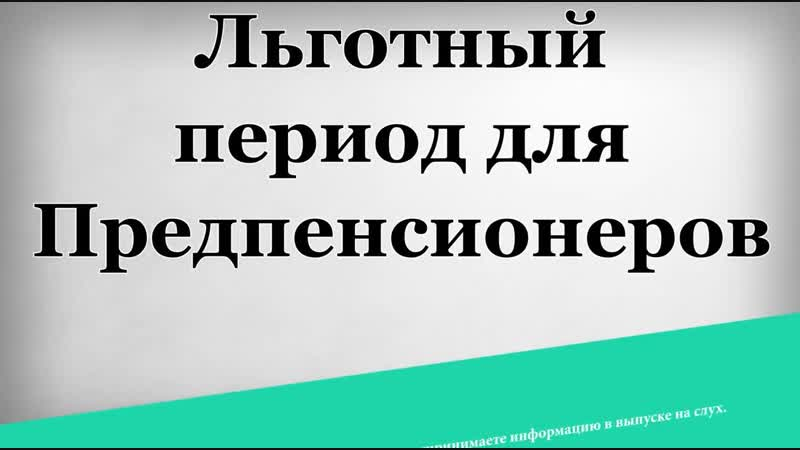 Льготный
период для
Предпенсионеров
информацию в выпуске на слух.